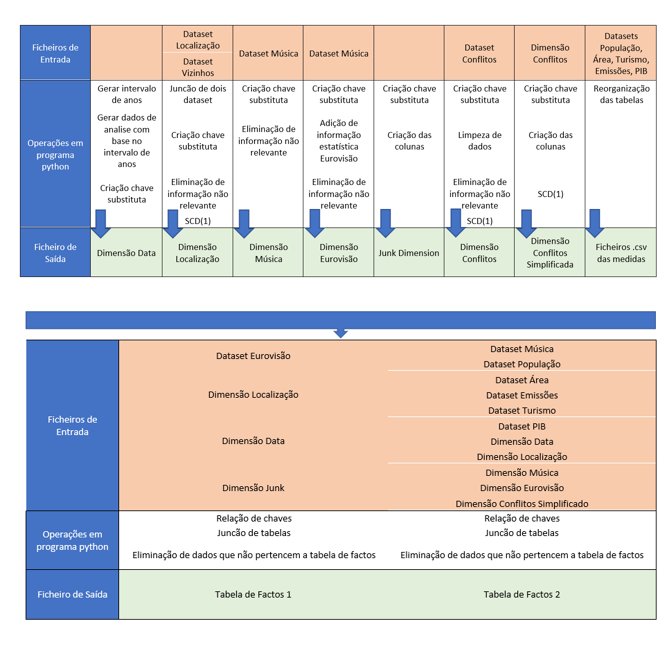 Ficheiros de
Entrada
Dataset
Localização
Dataset
Vizinhos
Dataset Música
Dataset Música
Dataset
Conflitos
Dimensão
Conflitos
Datasets
População,
Área, Turismo,
Emissões, PIB
Operações em
programa
python
Gerar intervalo
de anos
Gerar dados de
analise com
base no
intervalo de
anos
Criação chave
substituta
Juncão de dois
dataset
Criação chave
substituta
Eliminação de
informação não
relevante
SCD(1)
Criação chave
substituta
Eliminação de
informação não
relevante
Criação chave
substituta
Adição de
informação
estatística
Eurovisão
Eliminação de
informação não
relevante
Criação chave
substituta
Criação das
colunas
Criação chave
substituta
Limpeza de
dados
Eliminação de
informação não
relevante
SCD(1)
Criação chave
substituta
Criação das
colunas
SCD(1)
Reorganização
das tabelas
Ficheiro de
Saída
Dimensão Data
Dimensão
Localização
Dimensão
Música
Dimensão
Eurovisão
Junk Dimension
Dimensão
Conflitos
Dimensão
Conflitos
Simplificada
Ficheiros .csv
das medidas
Ficheiros de
Entrada
Dataset Eurovisão
Dimensão Localização
Dimensão Data
Dimensão Junk
Dataset Música
Dataset População
Dataset Área
Dataset Emissões
Dataset Turismo
Dataset PIB
Dimensão Data
Dimensão Localização
Dimensão Música
Dimensão Eurovisão
Dimensão Conflitos Simplificado
Operações em
programa python
Relação de chaves
Juncão de tabelas
Eliminação de dados que não pertencem a tabela de factos
Relação de chaves
Juncão de tabelas
Eliminação de dados que não pertencem a tabela de factos
Ficheiro de Saída
Tabela de Factos 1
Tabela de Factos 2